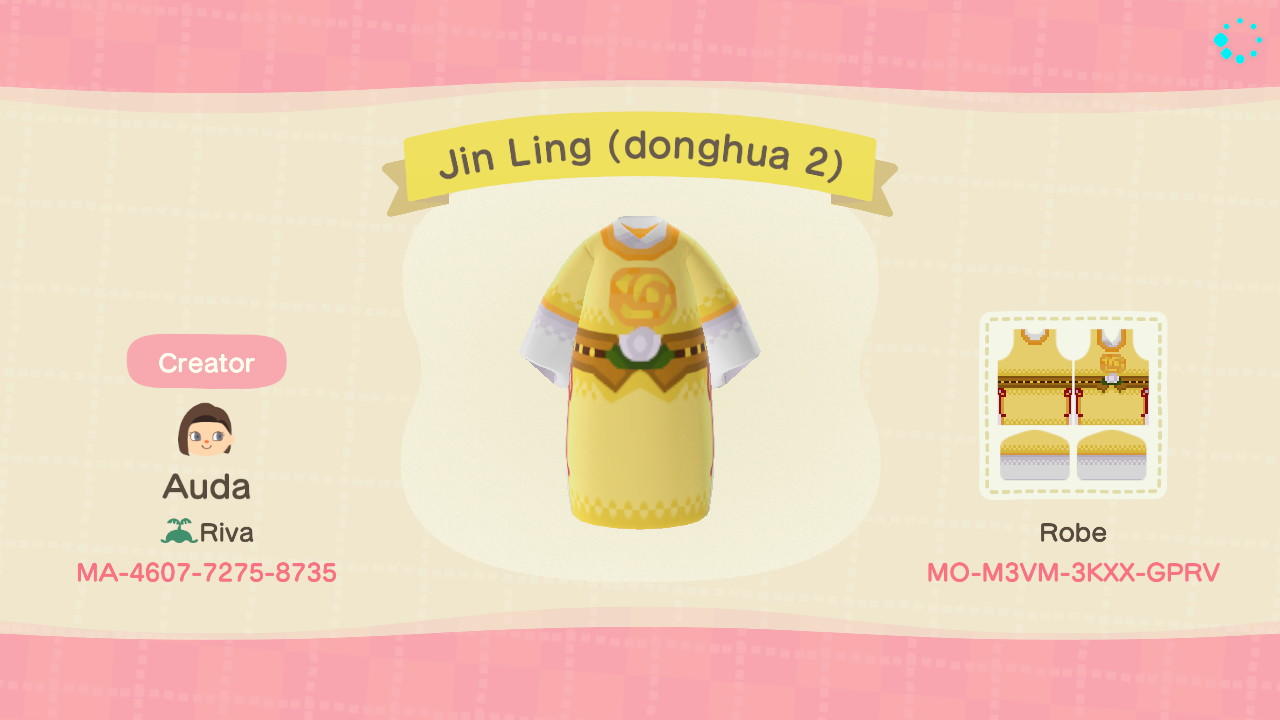 Jin Ling (donghua 2)
Creator
Auda
Riva
MA-4607-7275-8735
Robe
MO-M3VM-3KXX-GPRV